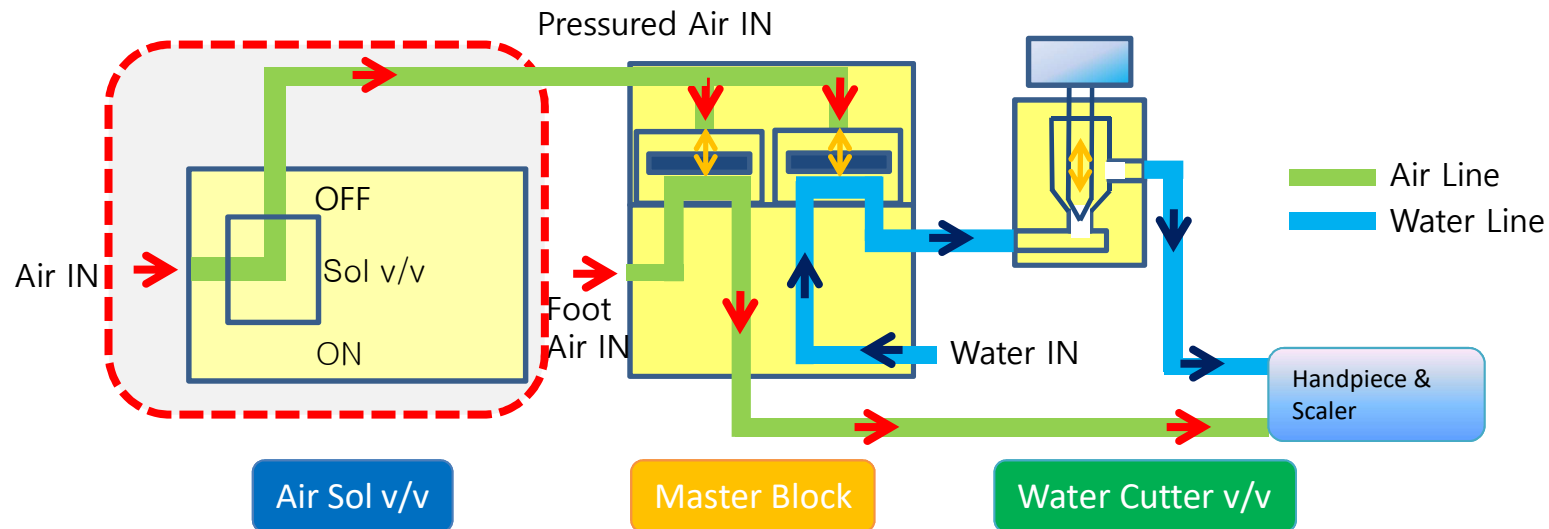 Pressured Air IN
OFF
Air Line
Water Line
Air IN
Sol v/v
Foot
Air IN
ON
Water IN
Handpiece &
Scaler
Air Sol v/v
Master Block
Water Cutter v/v